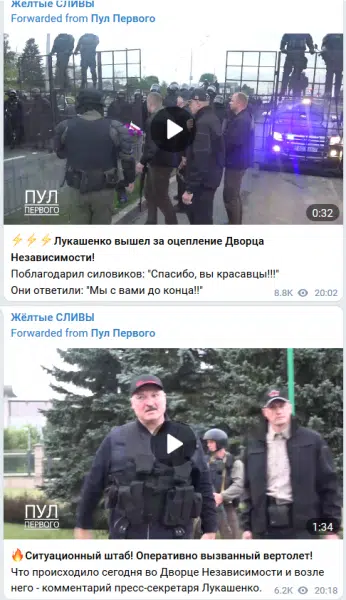 Жёлтые СЛИВЫ
Forwarded from Пул Первого
ПУЛ
ПЕРВОГО
0:32
⚡⚡⚡Лукашенко вышел за оцепление Дворца
Независимости!
Поблагодарил силовиков: "Спасибо, вы красавцы!!!"
Они ответили: "Мы с вами до конца!!"
8.8K 20:02
Жёлтые СЛИВЫ
Forwarded from Пул Первого
ПУЛ
ПЕРВОГО
1:34
🔥Ситуационный штаб! Оперативно вызванный вертолет!
Что происходило сегодня во Дворце Независимости и возле
него - комментарий пресс-секретаря Лукашенко.
6.2K 20:18